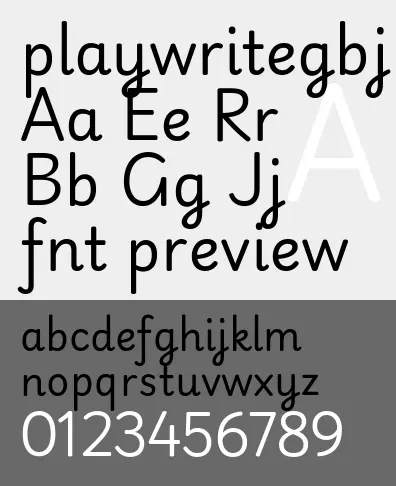 playwritegbj
Aa Ee Rr
A
Bb Gg Jj
fnt preview
abcdefghijklm
nopqrstuvwxyz
0123456789